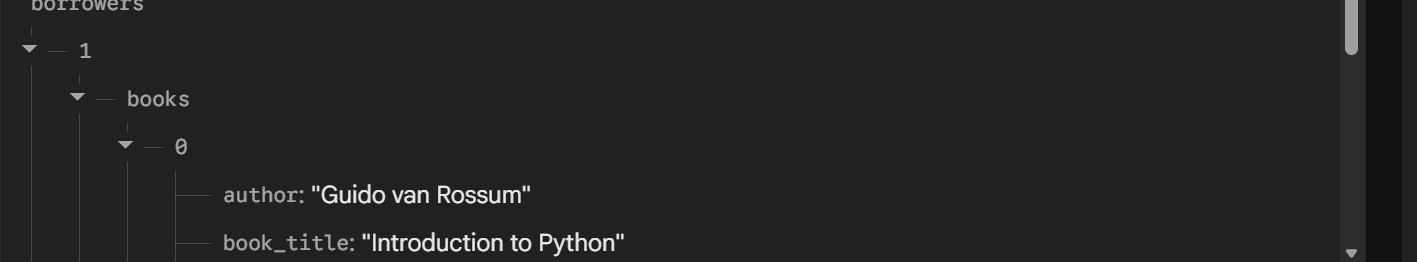 borrowers
1
books
0
author: "Guido van Rossum"
book_title: "Introduction to Python"